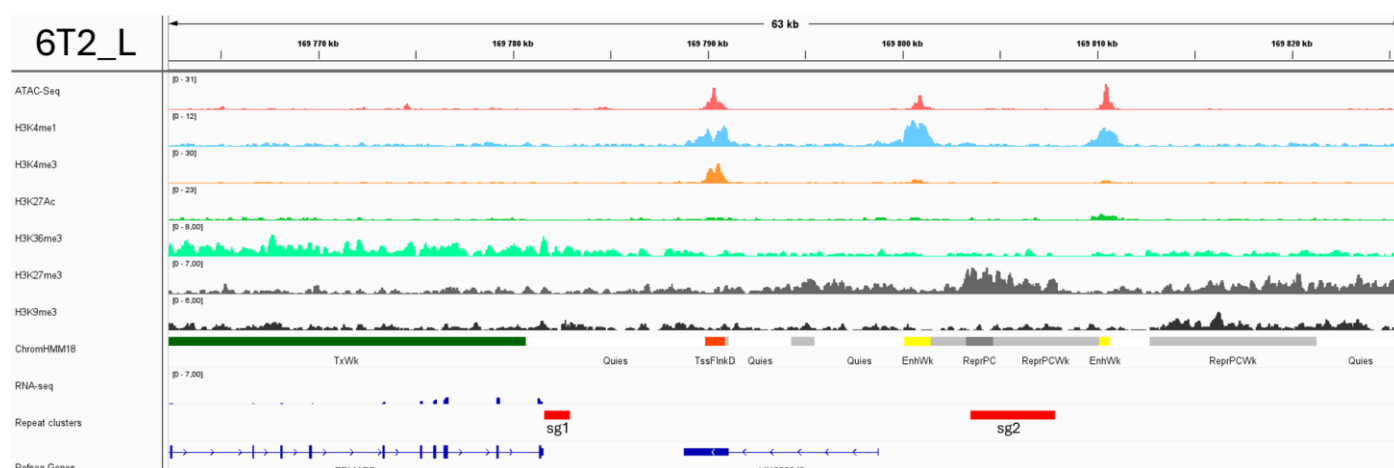 6T2_L
63 kb
169 770 kb 169 780 kb 169 790 kb 169 800 kb 169 810 kb 169 820 kb
[0 - 31]
ATAC-Seq
[0 - 12]
H3K4me1
[0 - 30]
H3K4me3
[0 - 23]
H3K27Ac
[0 - 8,00]
H3K36me3
[0 - 7,00]
H3K27me3
[0 - 6,00]
H3K9me3
ChromHMM18
TxWk Quies TssFlnkD Quies Quies EnhWk ReprPC ReprPCWk EnhWk ReprPCWk Quies
[0 - 7,00]
RNA-seq
Repeat clusters
sg1 sg2
Refseq Genes